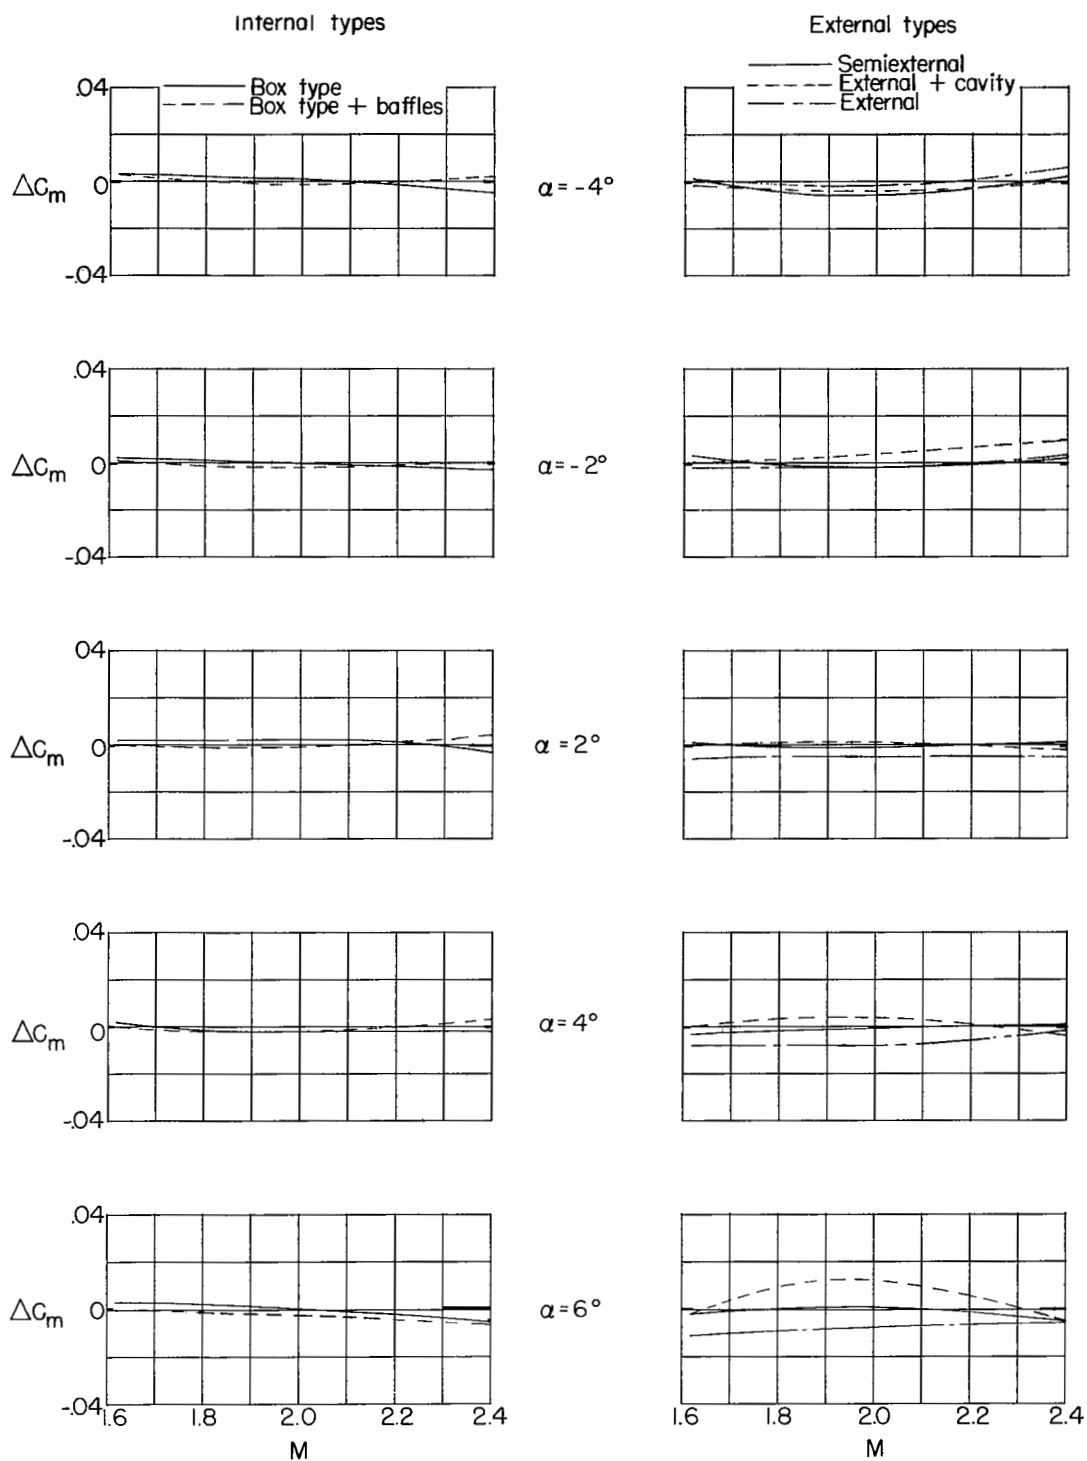 Internal types
External types
Box type
Box type + baffles
Semiexternal
External + cavity
External
.04
ΔCm
0
-.04
α = -4°
.04
ΔCm
0
-.04
α = -2°
.04
ΔCm
0
-.04
α = 2°
.04
ΔCm
0
-.04
α = 4°
.04
ΔCm
0
-.04
α = 6°
1.6 1.8 2.0 2.2 2.4
M
1.6 1.8 2.0 2.2 2.4
M